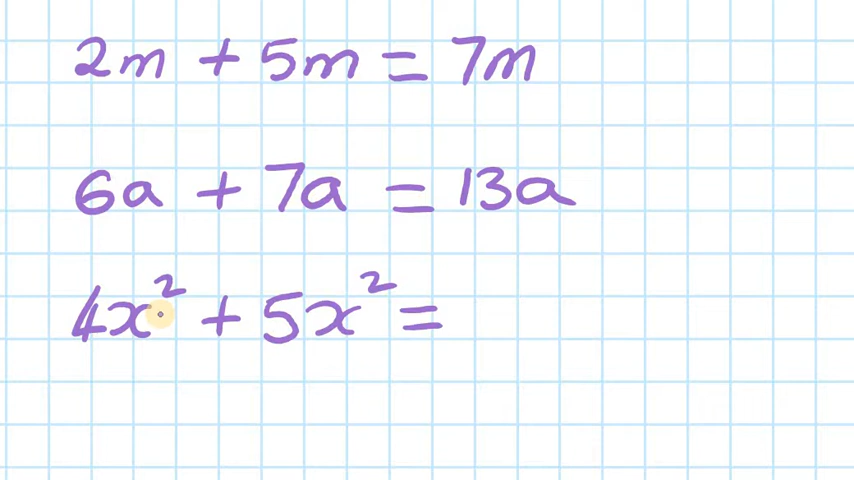 2m + 5m = 7m
6a + 7a = 13a
4x² + 5x² =